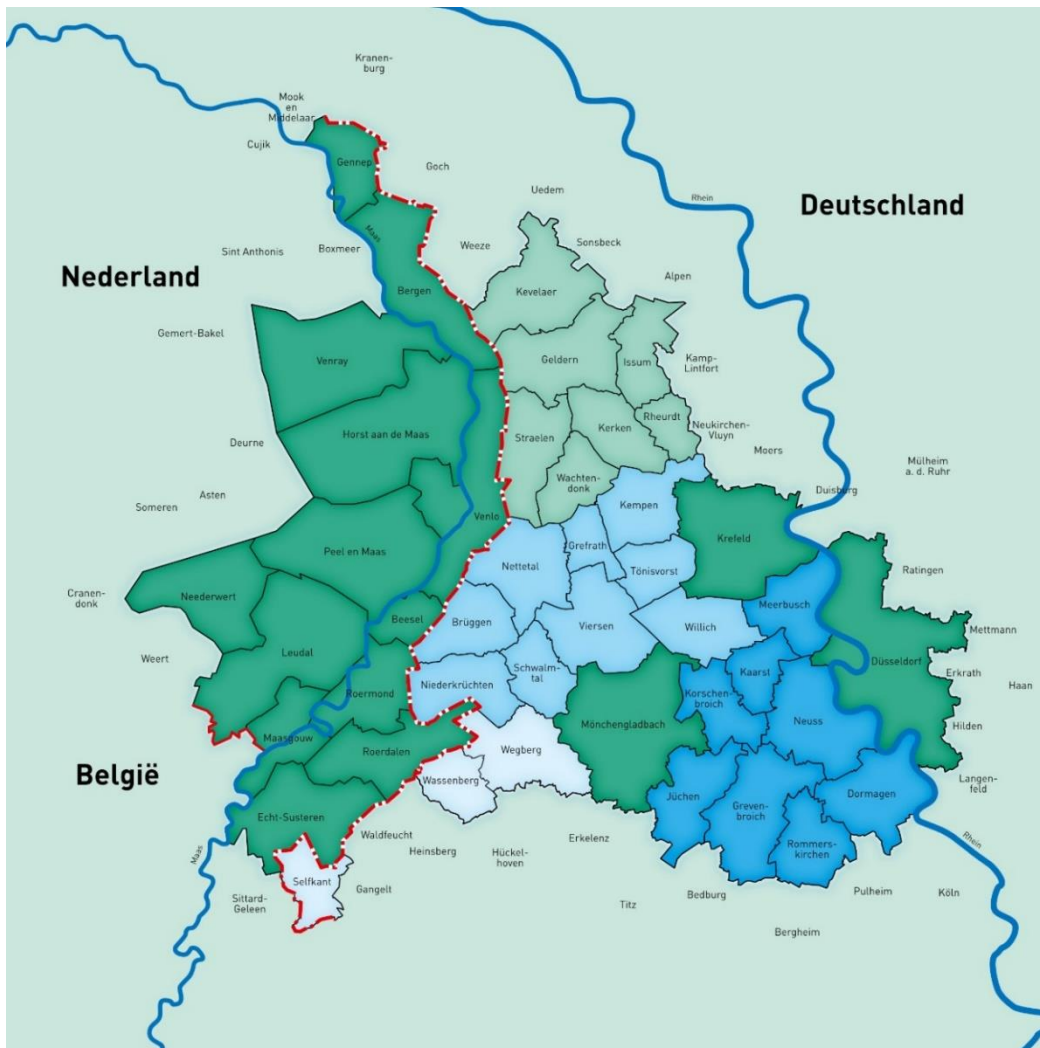 Kranen-
burg
Mook
en
Middelaar
Cujik
Gennep
Goch
Uedem
Rhein
Deutschland
Maas
Sint Anthonis
Boxmeer
Weeze
Sonsbeck
Nederland
Alpen
Bergen
Kevelaer
Gemert-Bakel
Venray
Geldern
Issum
Kamp-
Lintfort
Horst aan de Maas
Straelen
Kerken
Rheurdt
Neukirchen-
Vluyn
Deurne
Moers
Mülheim
a. d. Ruhr
Wachten-
donk
Kempen
Duisburg
Asten
Someren
Venlo
Krefeld
Grefrath
Peel en Maas
Nettetal
Tönisvorst
Ratingen
Cranen-
donk
Neederwert
Meerbusch
Beesel
Brüggen
Viersen
Willich
Mettmann
Leudal
Weert
Düsseldorf
Erkrath
Haan
Schwalm-
tal
Kaarst
Niederkrüchten
Roermond
Korschen-
broich
Mönchengladbach
Neuss
Hilden
Maasgouw
Roerdalen
Wegberg
België
Wassenberg
Langen-
feld
Jüchen
Greven-
broich
Dormagen
Echt-Susteren
Waldfeucht
Heinsberg
Hückel-
hoven
Erkelenz
Rommers-
kirchen
Rhein
Maas
Selfkant
Gangelt
Sittard-
Geleen
Titz
Bedburg
Pulheim
Köln
Bergheim